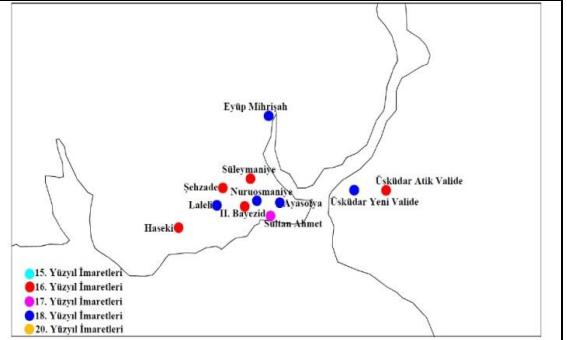 Eyüp Mihrişah
Süleymaniye
Üsküdar Atik Valide
Şehzade
Nuruosmaniye
Laleli
Ayasofya
Üsküdar Yeni Valide
II. Bayezid
Sultan Ahmet
Haseki
15. Yüzyıl İmaretleri
16. Yüzyıl İmaretleri
17. Yüzyıl İmaretleri
18. Yüzyıl İmaretleri
20. Yüzyıl İmaretleri